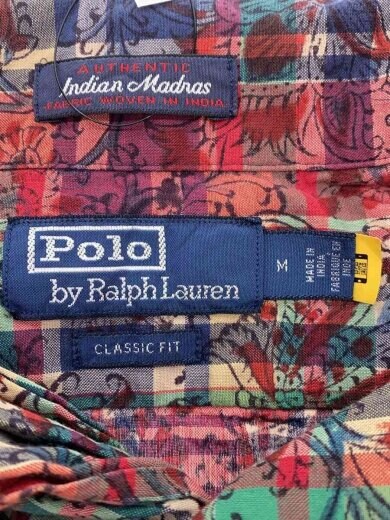 AUTHENTIC
Indian Madras
FABRIC WOVEN IN INDIA
Polo
by Ralph Lauren
M
MADE IN
INDIA
FABRIQUE EN
INDE
CLASSIC FIT